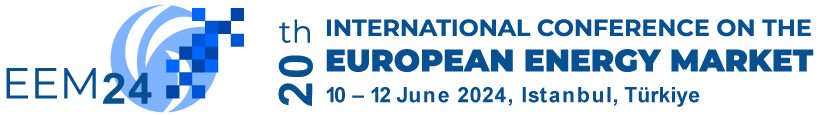 EEM24
20th
INTERNATIONAL CONFERENCE ON THE
EUROPEAN ENERGY MARKET
10 – 12 June 2024, Istanbul, Türkiye